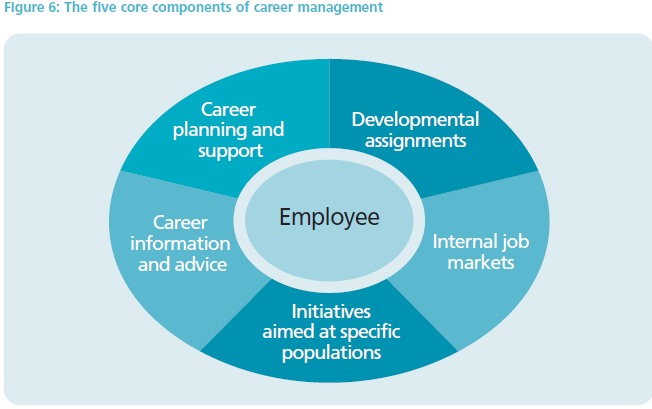 Figure 6: The five core components of career management
Career
planning and
support
Developmental
assignments
Career
information
and advice
Employee
Internal job
markets
Initiatives
aimed at specific
populations